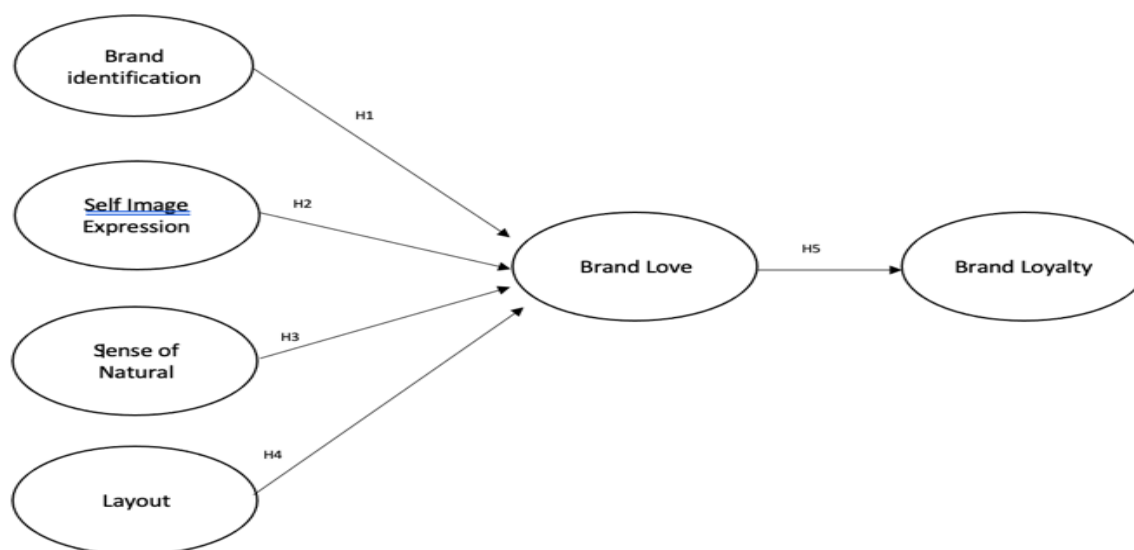 Brand
identification
H1
Self Image
Expression
H2
Sense of
Natural
H3
Layout
H4
Brand Love
H5
Brand Loyalty